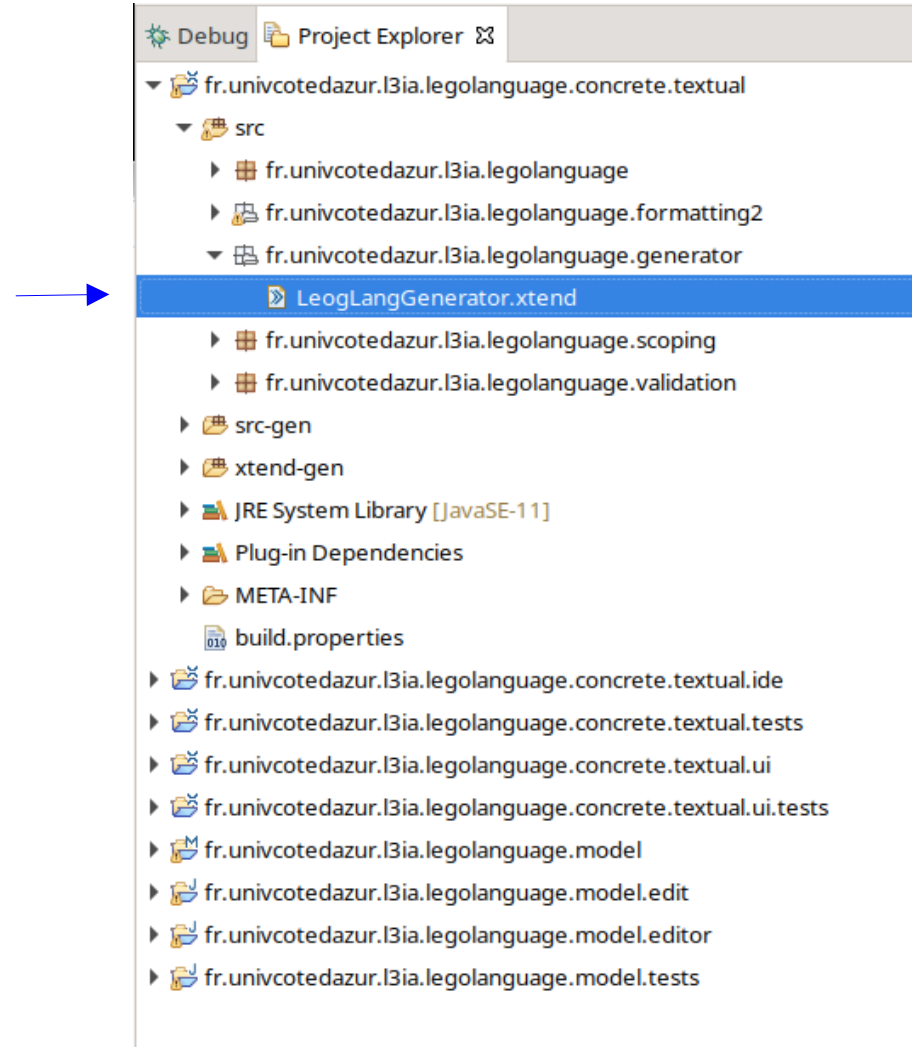 Debug Project Explorer
fr.univcotedazur.l3ia.legolanguage.concrete.textual
src
fr.univcotedazur.l3ia.legolanguage
fr.univcotedazur.l3ia.legolanguage.formatting2
fr.univcotedazur.l3ia.legolanguage.generator
LeogLangGenerator.xtend
fr.univcotedazur.l3ia.legolanguage.scoping
fr.univcotedazur.l3ia.legolanguage.validation
src-gen
xtend-gen
JRE System Library [JavaSE-11]
Plug-in Dependencies
META-INF
build.properties
fr.univcotedazur.l3ia.legolanguage.concrete.textual.ide
fr.univcotedazur.l3ia.legolanguage.concrete.textual.tests
fr.univcotedazur.l3ia.legolanguage.concrete.textual.ui
fr.univcotedazur.l3ia.legolanguage.concrete.textual.ui.tests
fr.univcotedazur.l3ia.legolanguage.model
fr.univcotedazur.l3ia.legolanguage.model.edit
fr.univcotedazur.l3ia.legolanguage.model.editor
fr.univcotedazur.l3ia.legolanguage.model.tests